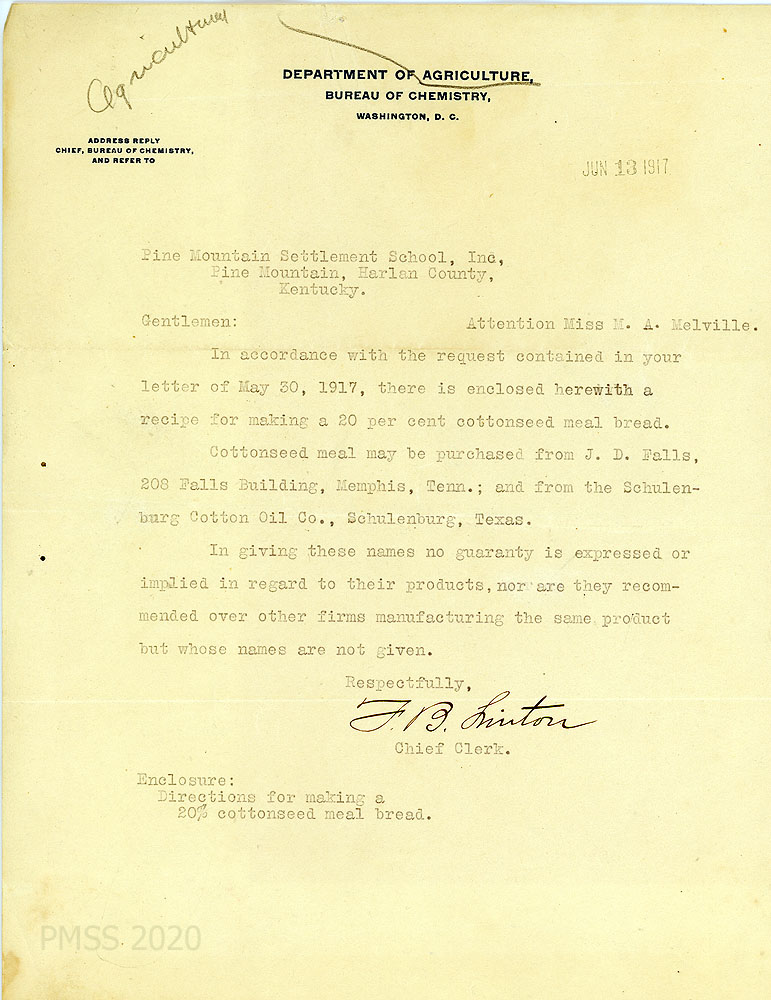 Agricultural
DEPARTMENT OF AGRICULTURE,
BUREAU OF CHEMISTRY,
WASHINGTON, D. C.
ADDRESS REPLY
CHIEF, BUREAU OF CHEMISTRY,
AND REFER TO
JUN 13 1917
Pine Mountain Settlement School, Inc,
Pine Mountain, Harlan County,
Kentucky.
Gentlemen: Attention Miss M. A. Melville.
In accordance with the request contained in your
letter of May 30, 1917, there is enclosed herewith a
recipe for making a 20 per cent cottonseed meal bread.
Cottonseed meal may be purchased from J. D. Falls,
208 Falls Building, Memphis, Tenn.; and from the Schulen-
burg Cotton Oil Co., Schulenburg, Texas.
In giving these names no guaranty is expressed or
implied in regard to their products, nor are they recom-
mended over other firms manufacturing the same product
but whose names are not given.
Respectfully,
F. B. Linton
Chief Clerk.
Enclosure:
Directions for making a
20% cottonseed meal bread.
PMSS 2020